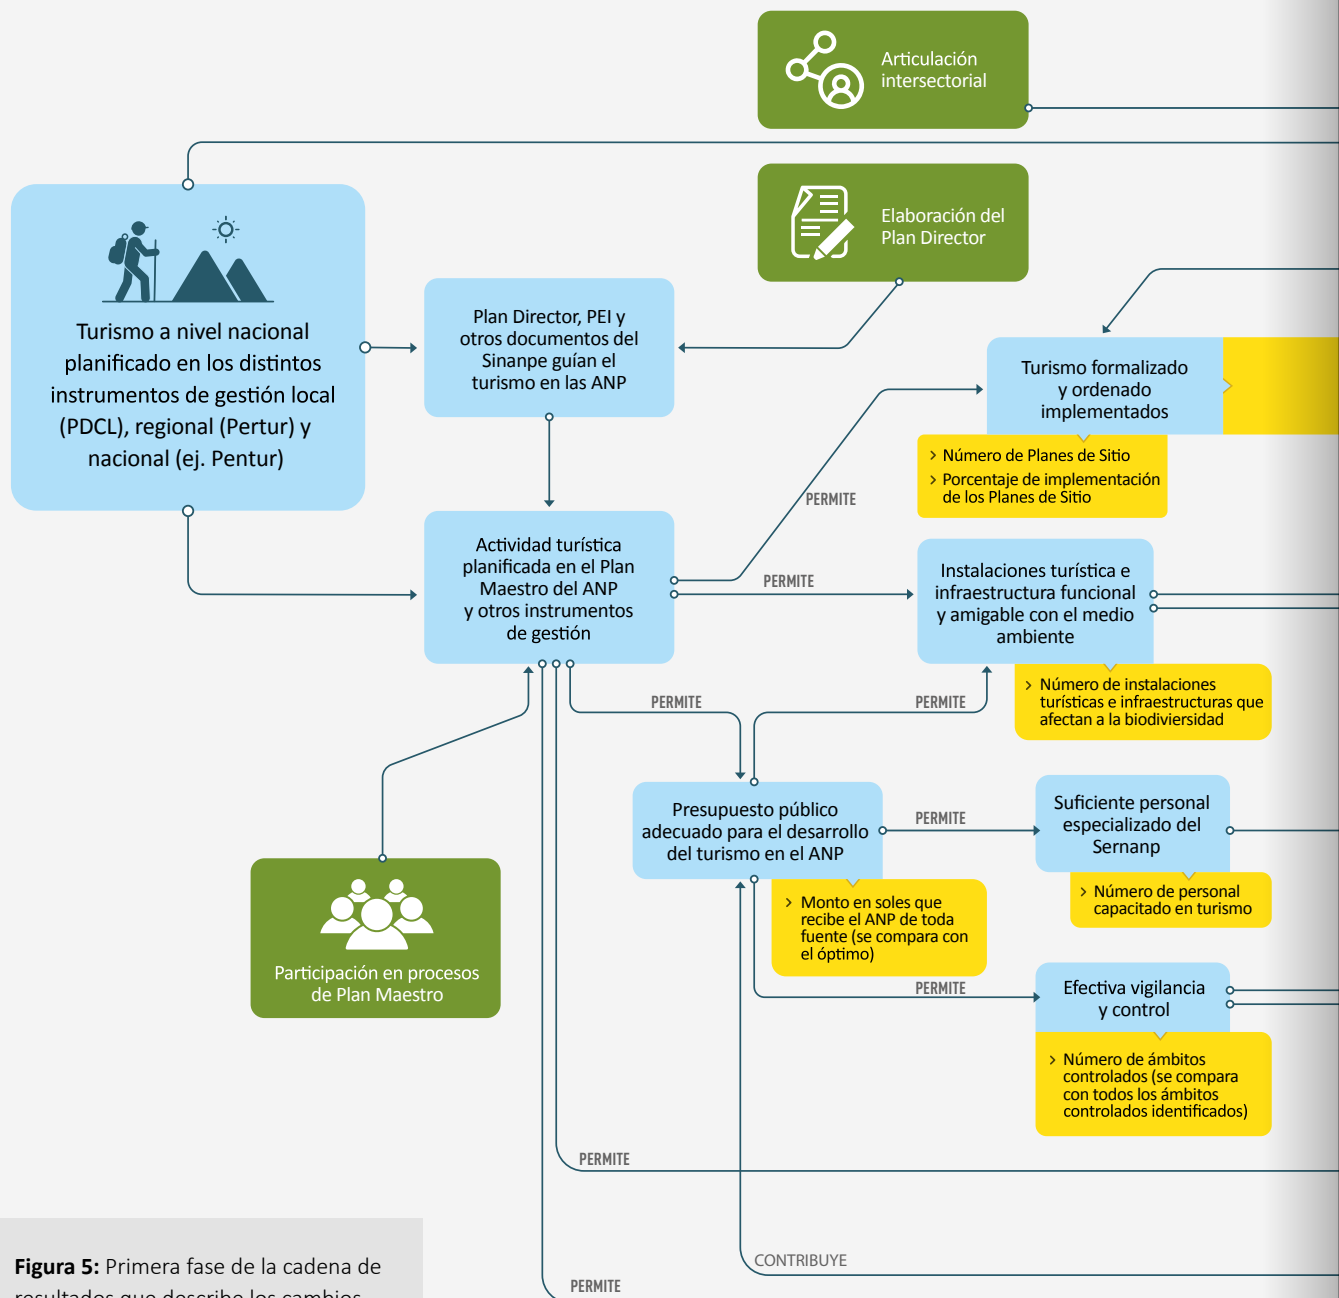 Articulación
intersectorial
Elaboración del
Plan Director
Turismo a nivel nacional
planificado en los distintos
instrumentos de gestión local
(PDCL), regional (Pertur) y
nacional (ej. Pentur)
Plan Director, PEI y
otros documentos del
Sinanpe guían el
turismo en las ANP
Turismo formalizado
y ordenado
implementados
> Número de Planes de Sitio
> Porcentaje de implementación
de los Planes de Sitio
PERMITE
Actividad turística
planificada en el Plan
Maestro del ANP
y otros instrumentos
de gestión
PERMITE
Instalaciones turística e
infraestructura funcional
y amigable con el medio
ambiente
> Número de instalaciones
turísticas e infraestructuras que
afectan a la biodiviersidad
PERMITE
PERMITE
Presupuesto público
adecuado para el desarrollo
del turismo en el ANP
> Monto en soles que
recibe el ANP de toda
fuente (se compara con
el óptimo)
PERMITE
Suficiente personal
especializado del
Sernanp
> Número de personal
capacitado en turismo
Participación en procesos
de Plan Maestro
PERMITE
Efectiva vigilancia
y control
> Número de ámbitos
controlados (se compara
con todos los ámbitos
controlados identificados)
PERMITE
CONTRIBUYE
PERMITE
Figura 5: Primera fase de la cadena de
resultados que describe los cambios